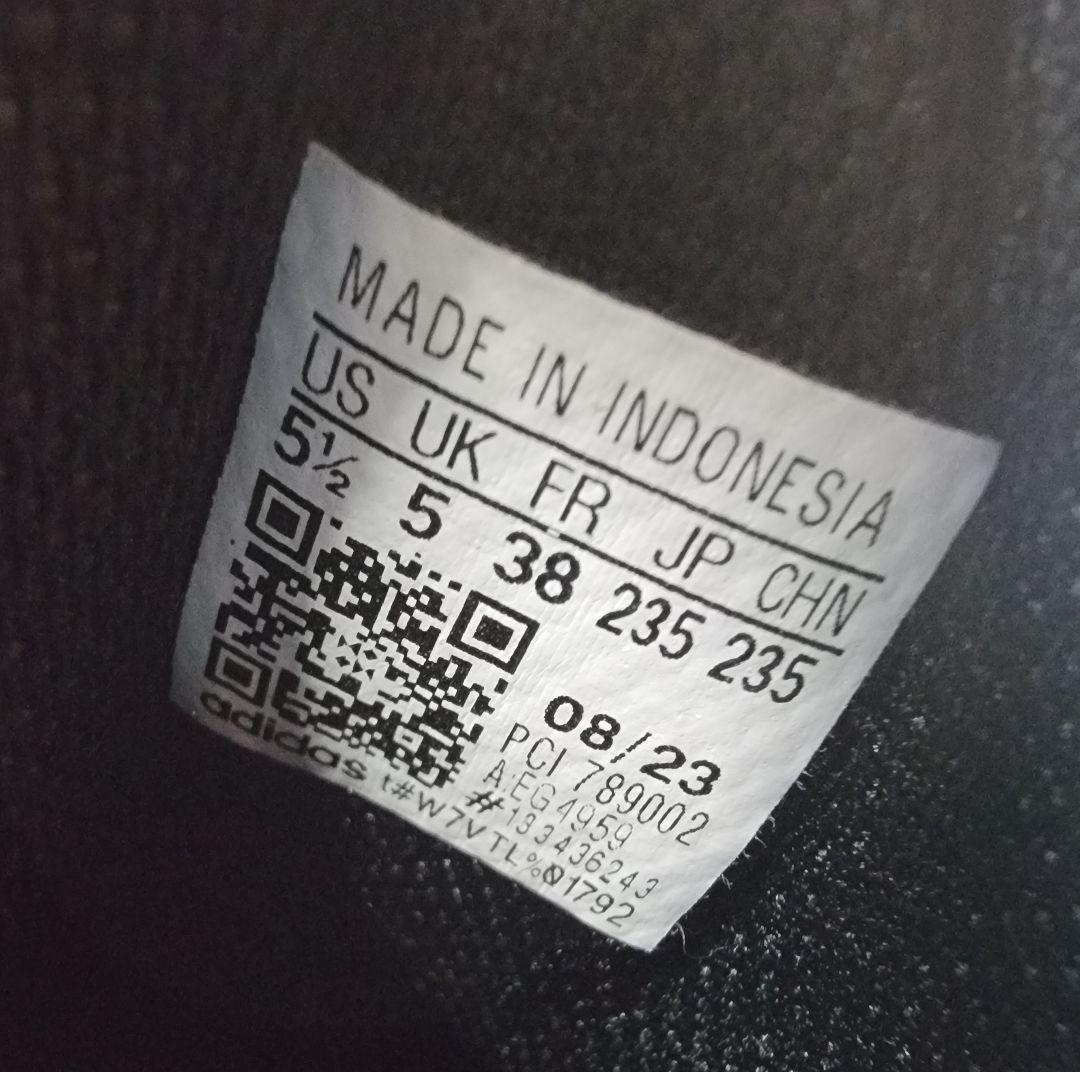 MADE IN INDONESIA
US UK FR JP CHN
5½ 5 38 235 235
08/23
PCI 789002
A.EG4959
#133436243
adidas t#W7VTL%01792